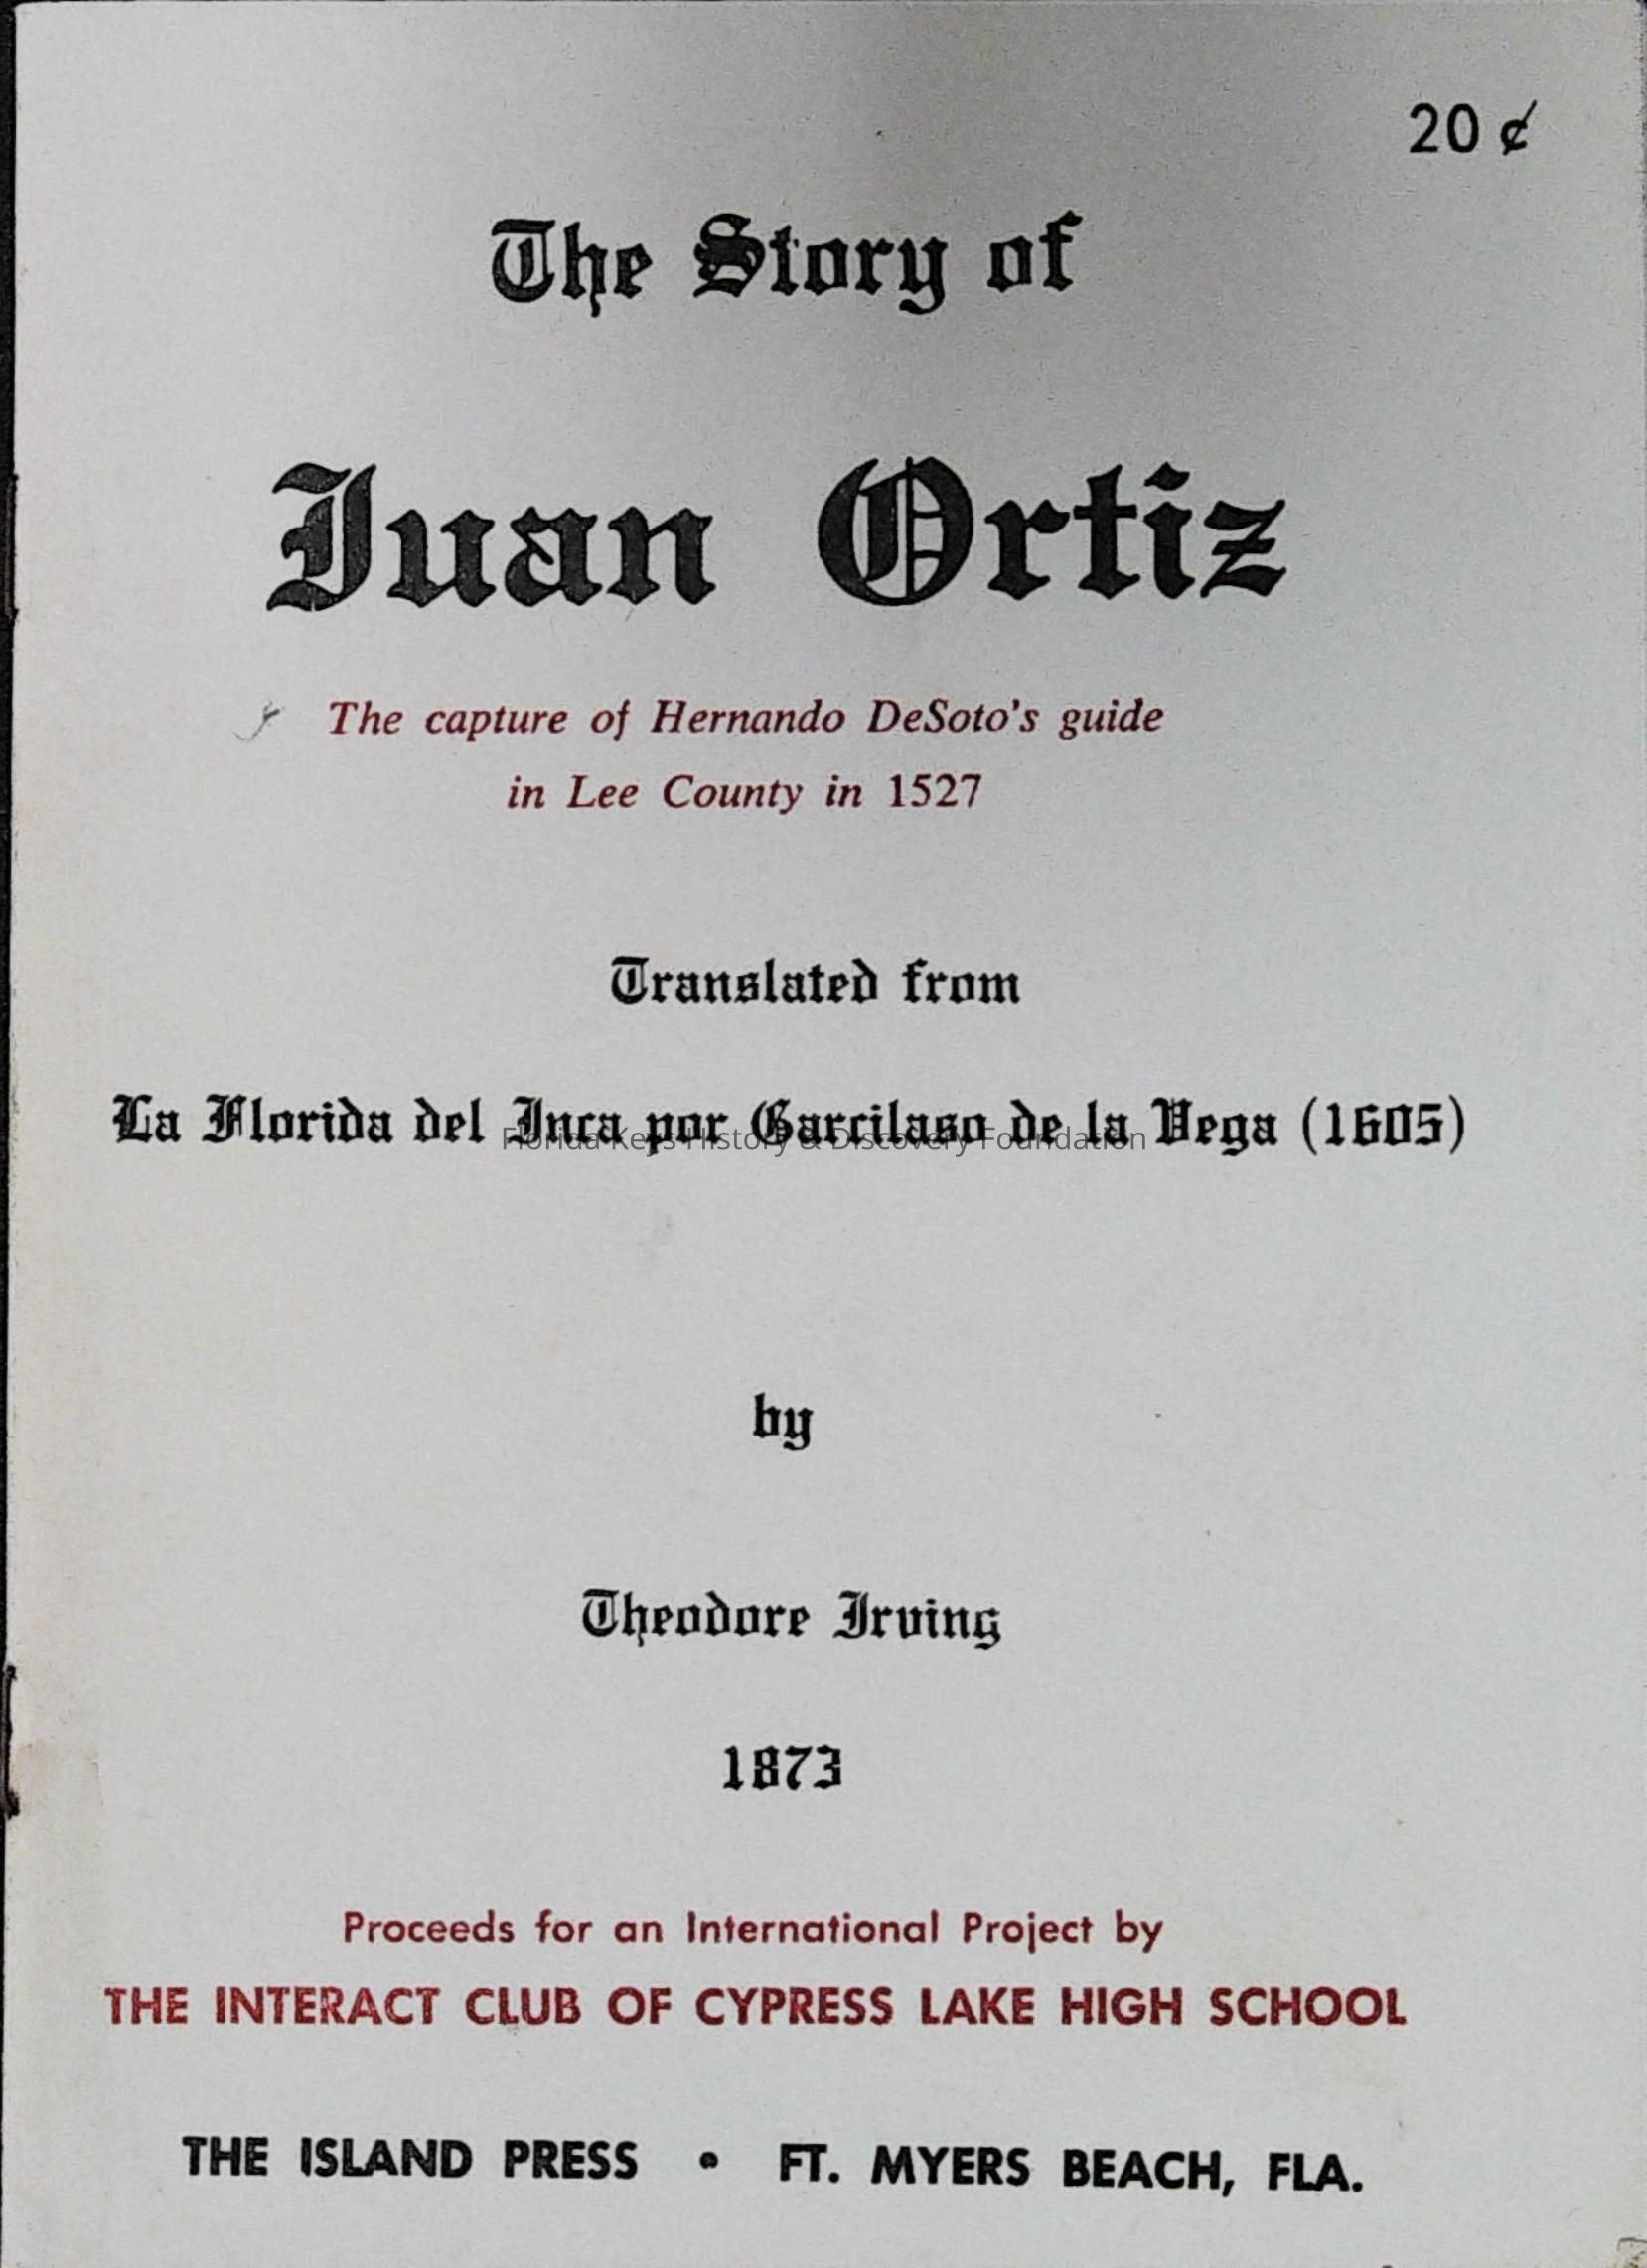 20 ¢
The Story of
Juan Ortiz
The capture of Hernando DeSoto's guide
in Lee County in 1527
Translated from
La Florida del Inca por Garcilaso de la Vega (1605)
Florida Keys History & Discovery Foundation
by
Theodore Irving
1873
Proceeds for an International Project by
THE INTERACT CLUB OF CYPRESS LAKE HIGH SCHOOL
THE ISLAND PRESS • FT. MYERS BEACH, FLA.